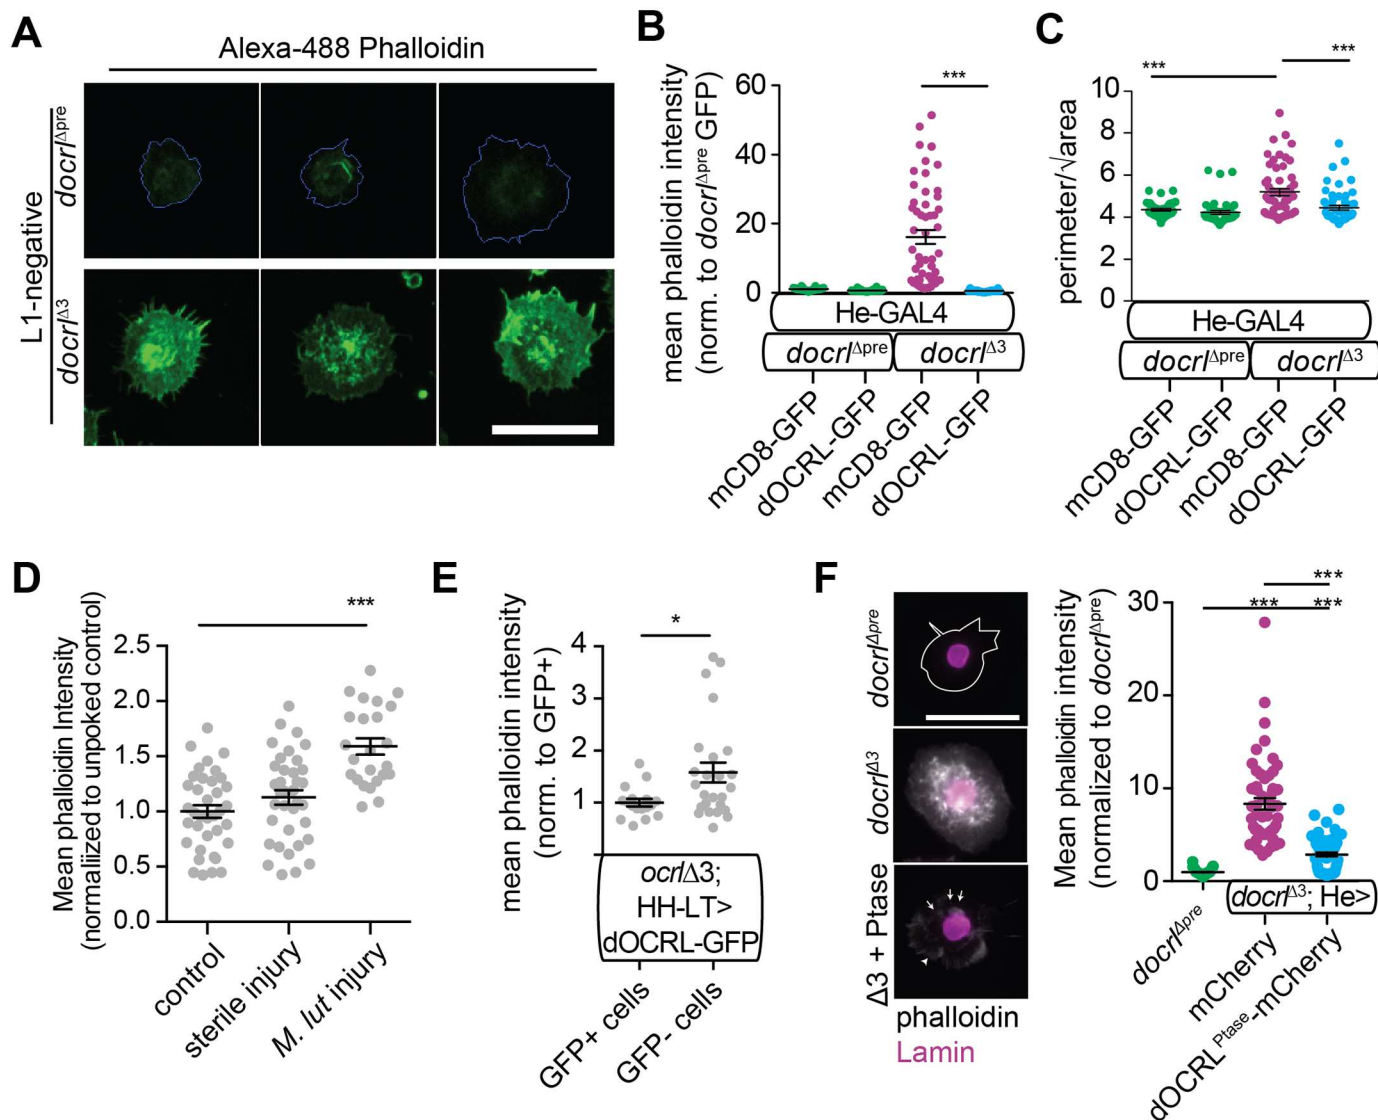 A
Alexa-488 Phalloidin
L1-negative
docrl^Δpre
docrl^Δ3
B
mean phalloidin intensity
(norm. to docrl^Δpre GFP)
60
40
20
0
***
He-GAL4
docrl^Δpre
docrl^Δ3
mCD8-GFP
dOCRL-GFP
mCD8-GFP
dOCRL-GFP
C
perimeter/√area
10
8
6
4
2
0
***
***
He-GAL4
docrl^Δpre
docrl^Δ3
mCD8-GFP
dOCRL-GFP
mCD8-GFP
dOCRL-GFP
D
Mean phalloidin Intensity
(normaliized to unpoked control)
2.5
2.0
1.5
1.0
0.5
0.0
***
control
sterile injury
M. lut injury
E
mean phalloidin intensity
(norm. to GFP+)
4
3
2
1
*
ocrlΔ3;
HH-LT>
dOCRL-GFP
GFP+ cells
GFP- cells
F
docrl^Δpre
docrl^Δ3
Δ3 + Ptase
phalloidin
Lamin
Mean phalloidin intensity
(normalized to docrl^Δpre)
30
20
10
0
***
*** ***
docrl^Δpre
docrl^Δ3; He>
mCherry
dOCRL^Ptase-mCherry